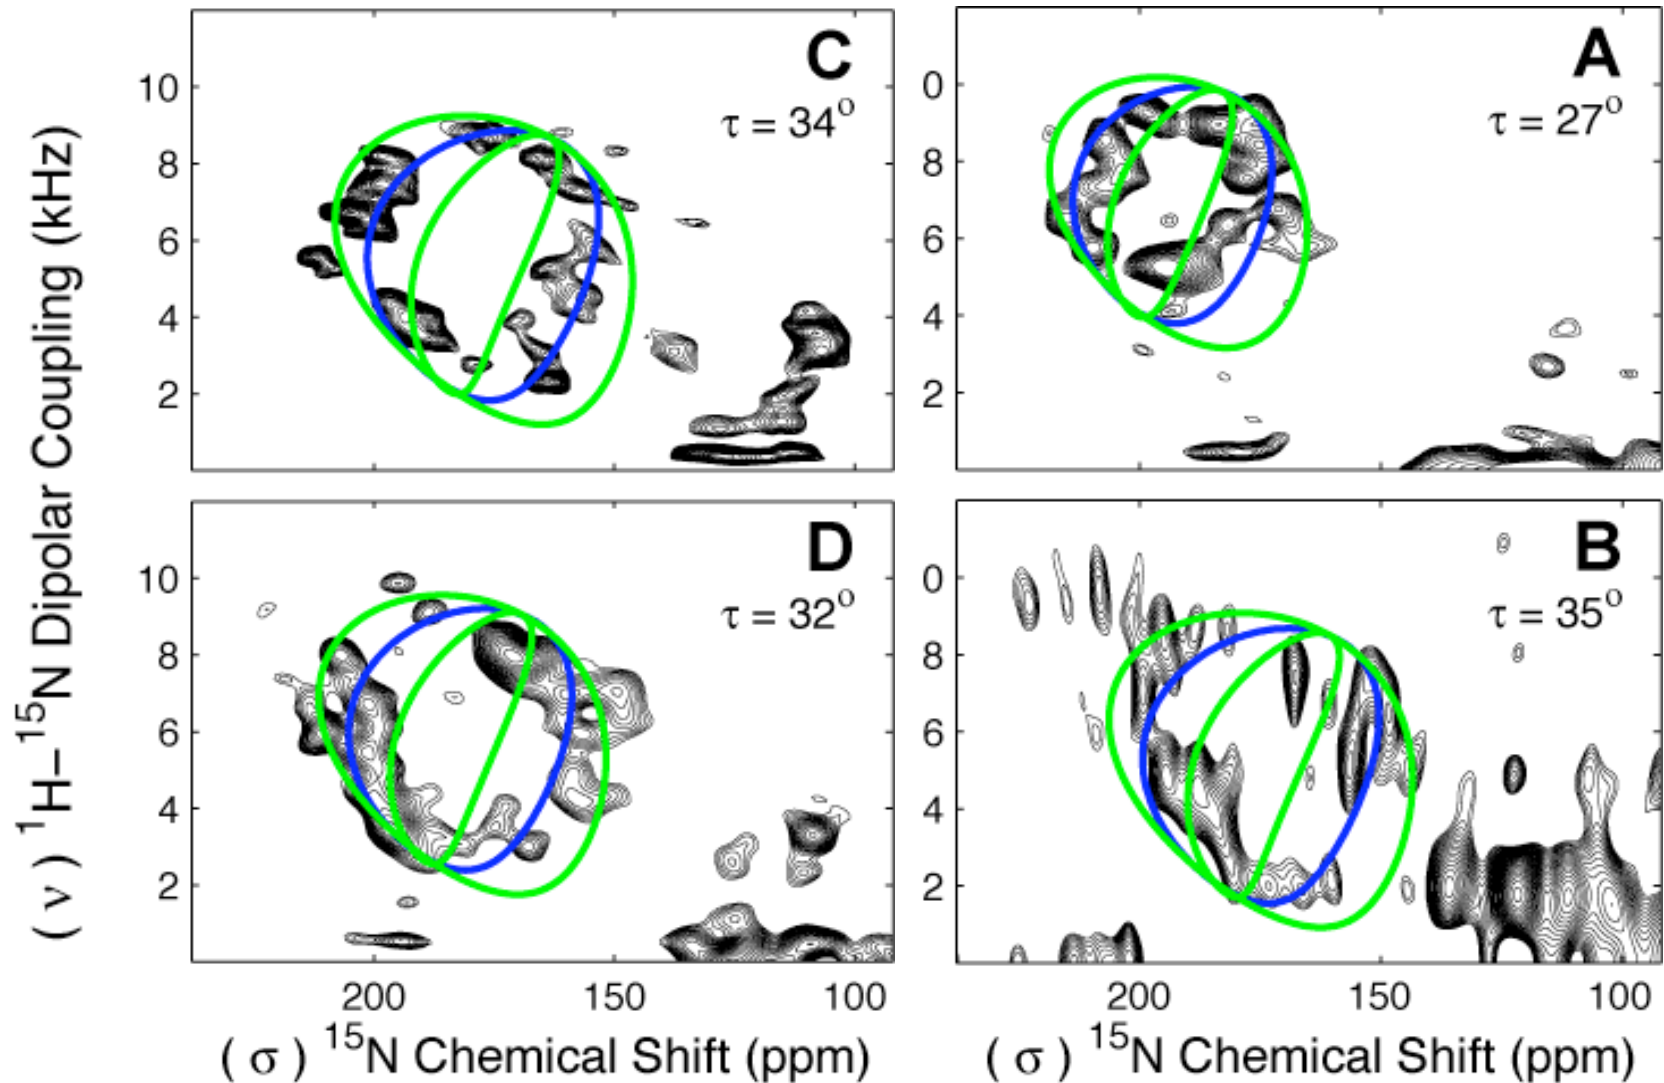 ( ν ) ¹H–¹⁵N Dipolar Coupling (kHz)
C
τ = 34°
10
8
6
4
2
A
τ = 27°
0
8
6
4
2
D
τ = 32°
10
8
6
4
2
200 150 100
( σ ) ¹⁵N Chemical Shift (ppm)
B
τ = 35°
0
8
6
4
2
200 150 100
( σ ) ¹⁵N Chemical Shift (ppm)